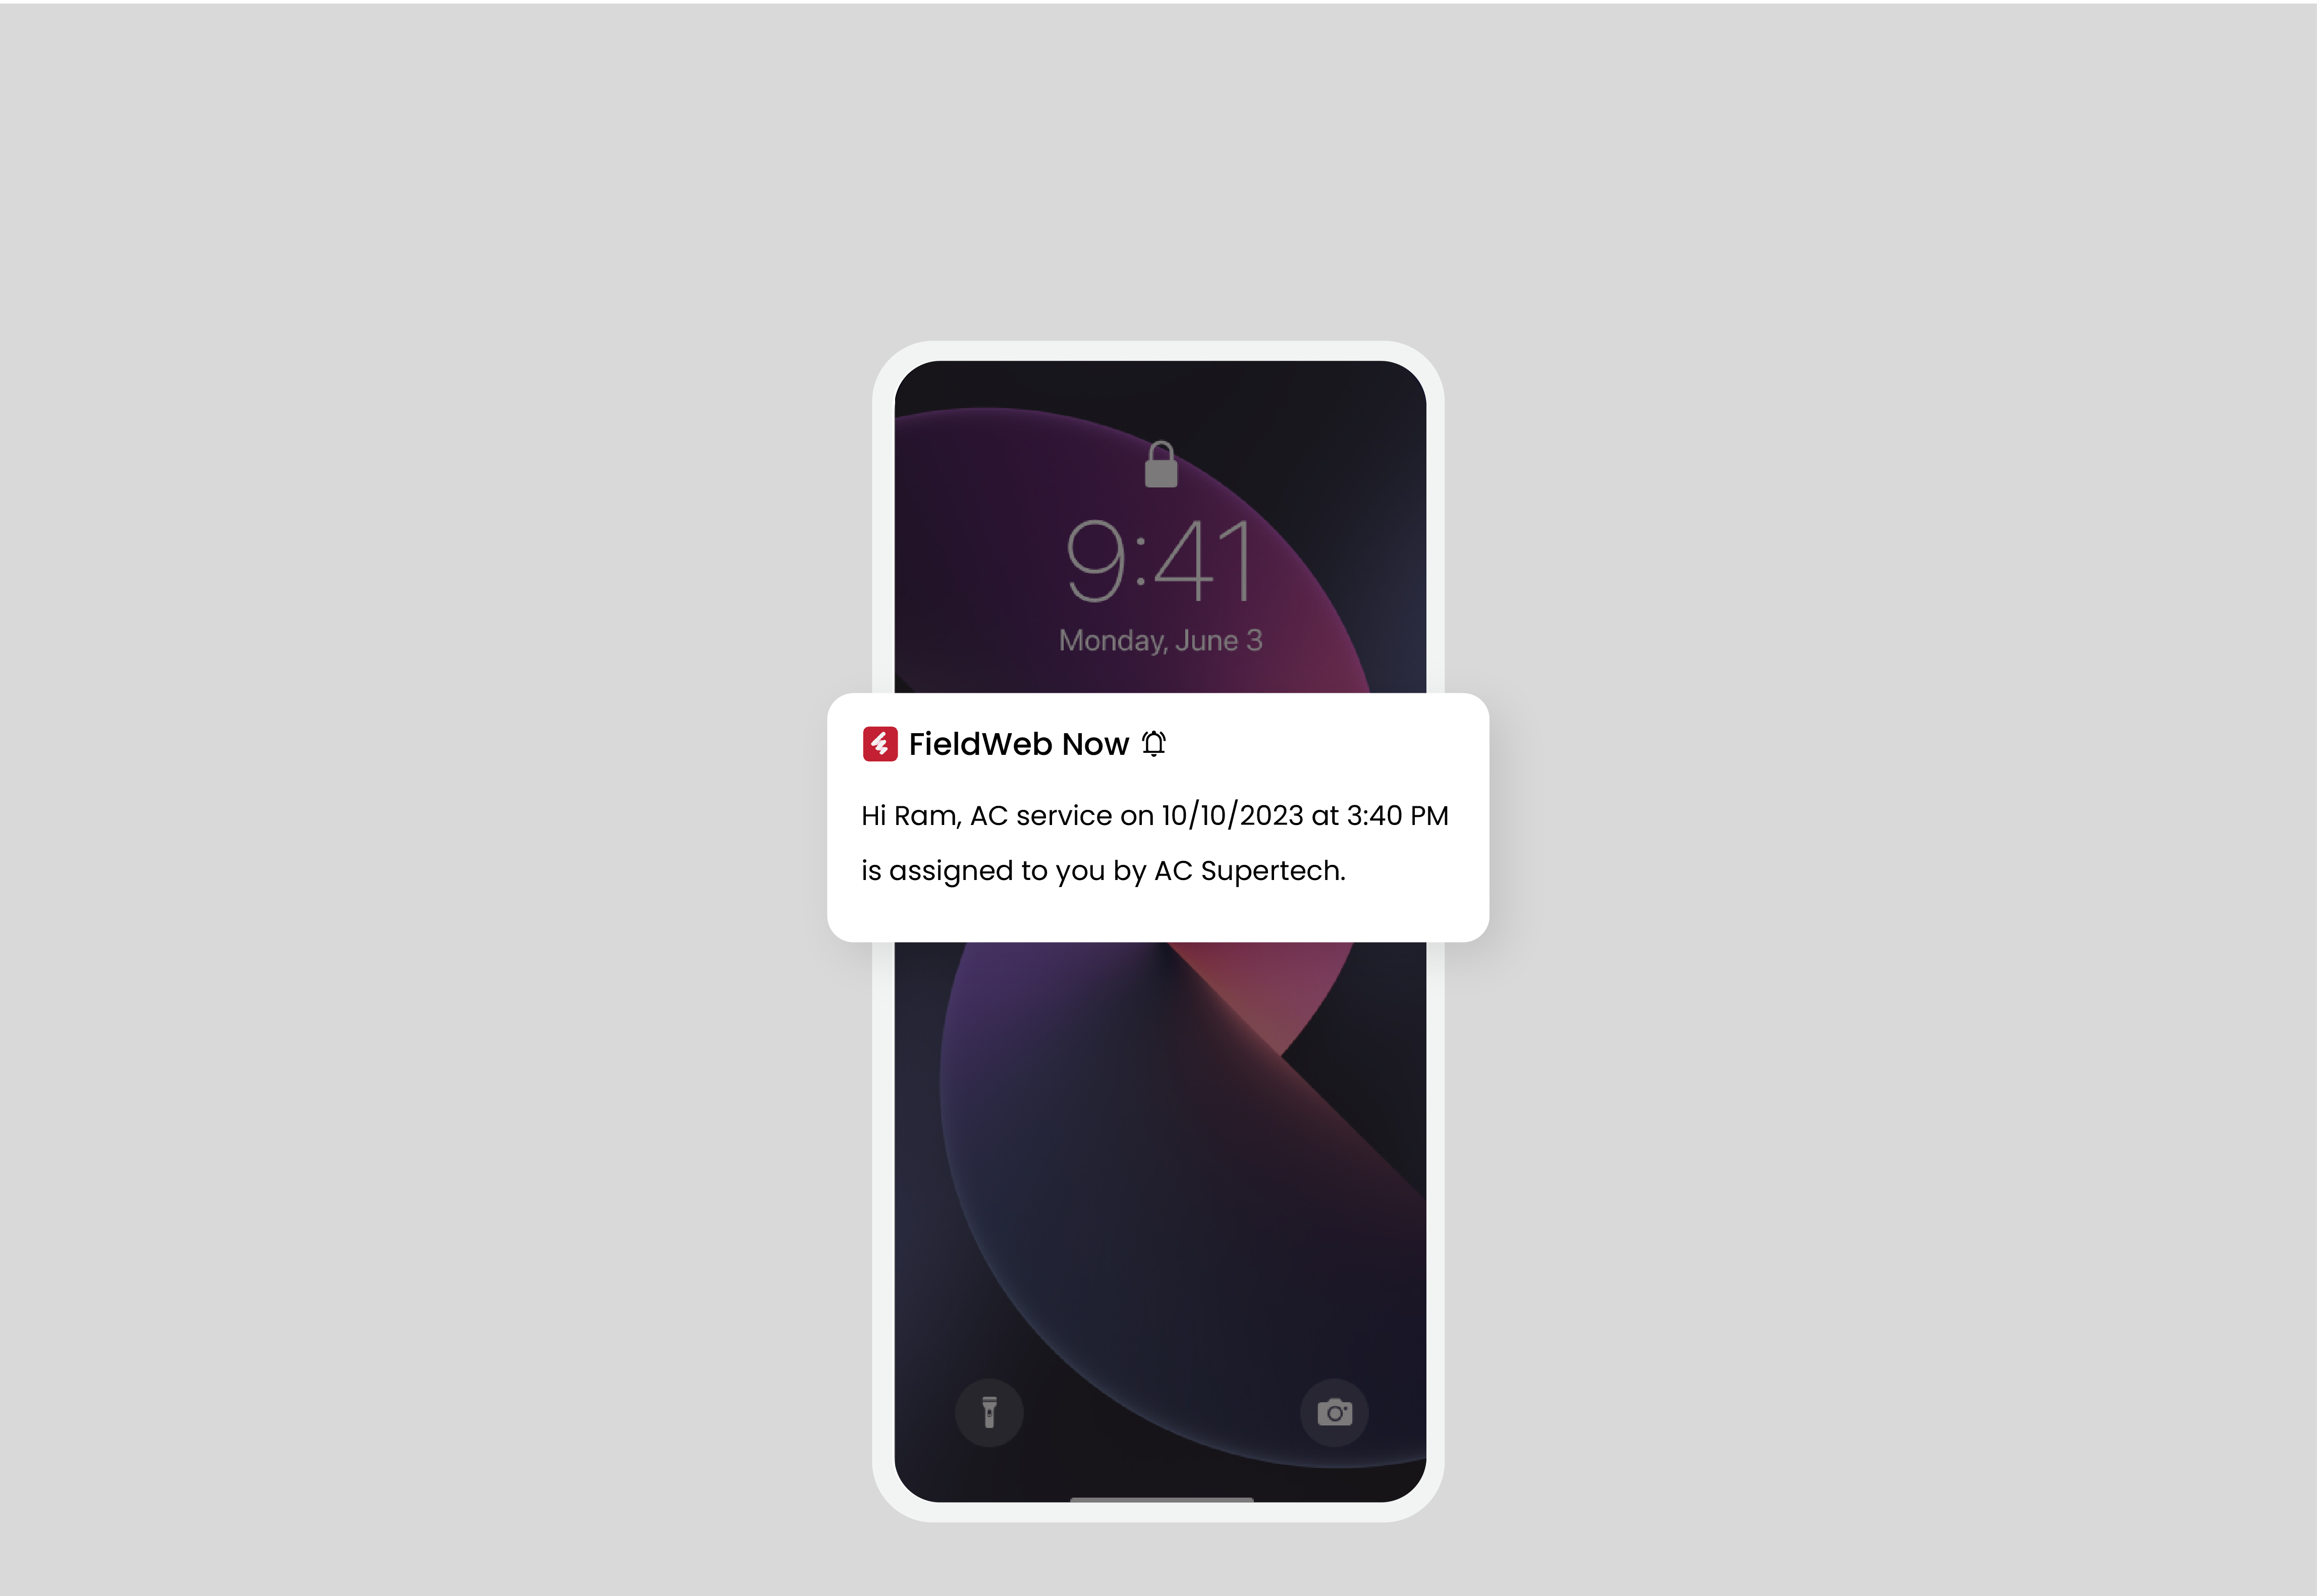 9:41
Monday, June 3
FieldWeb Now
Hi Ram, AC service on 10/10/2023 at 3:40 PM
is assigned to you by AC Supertech.